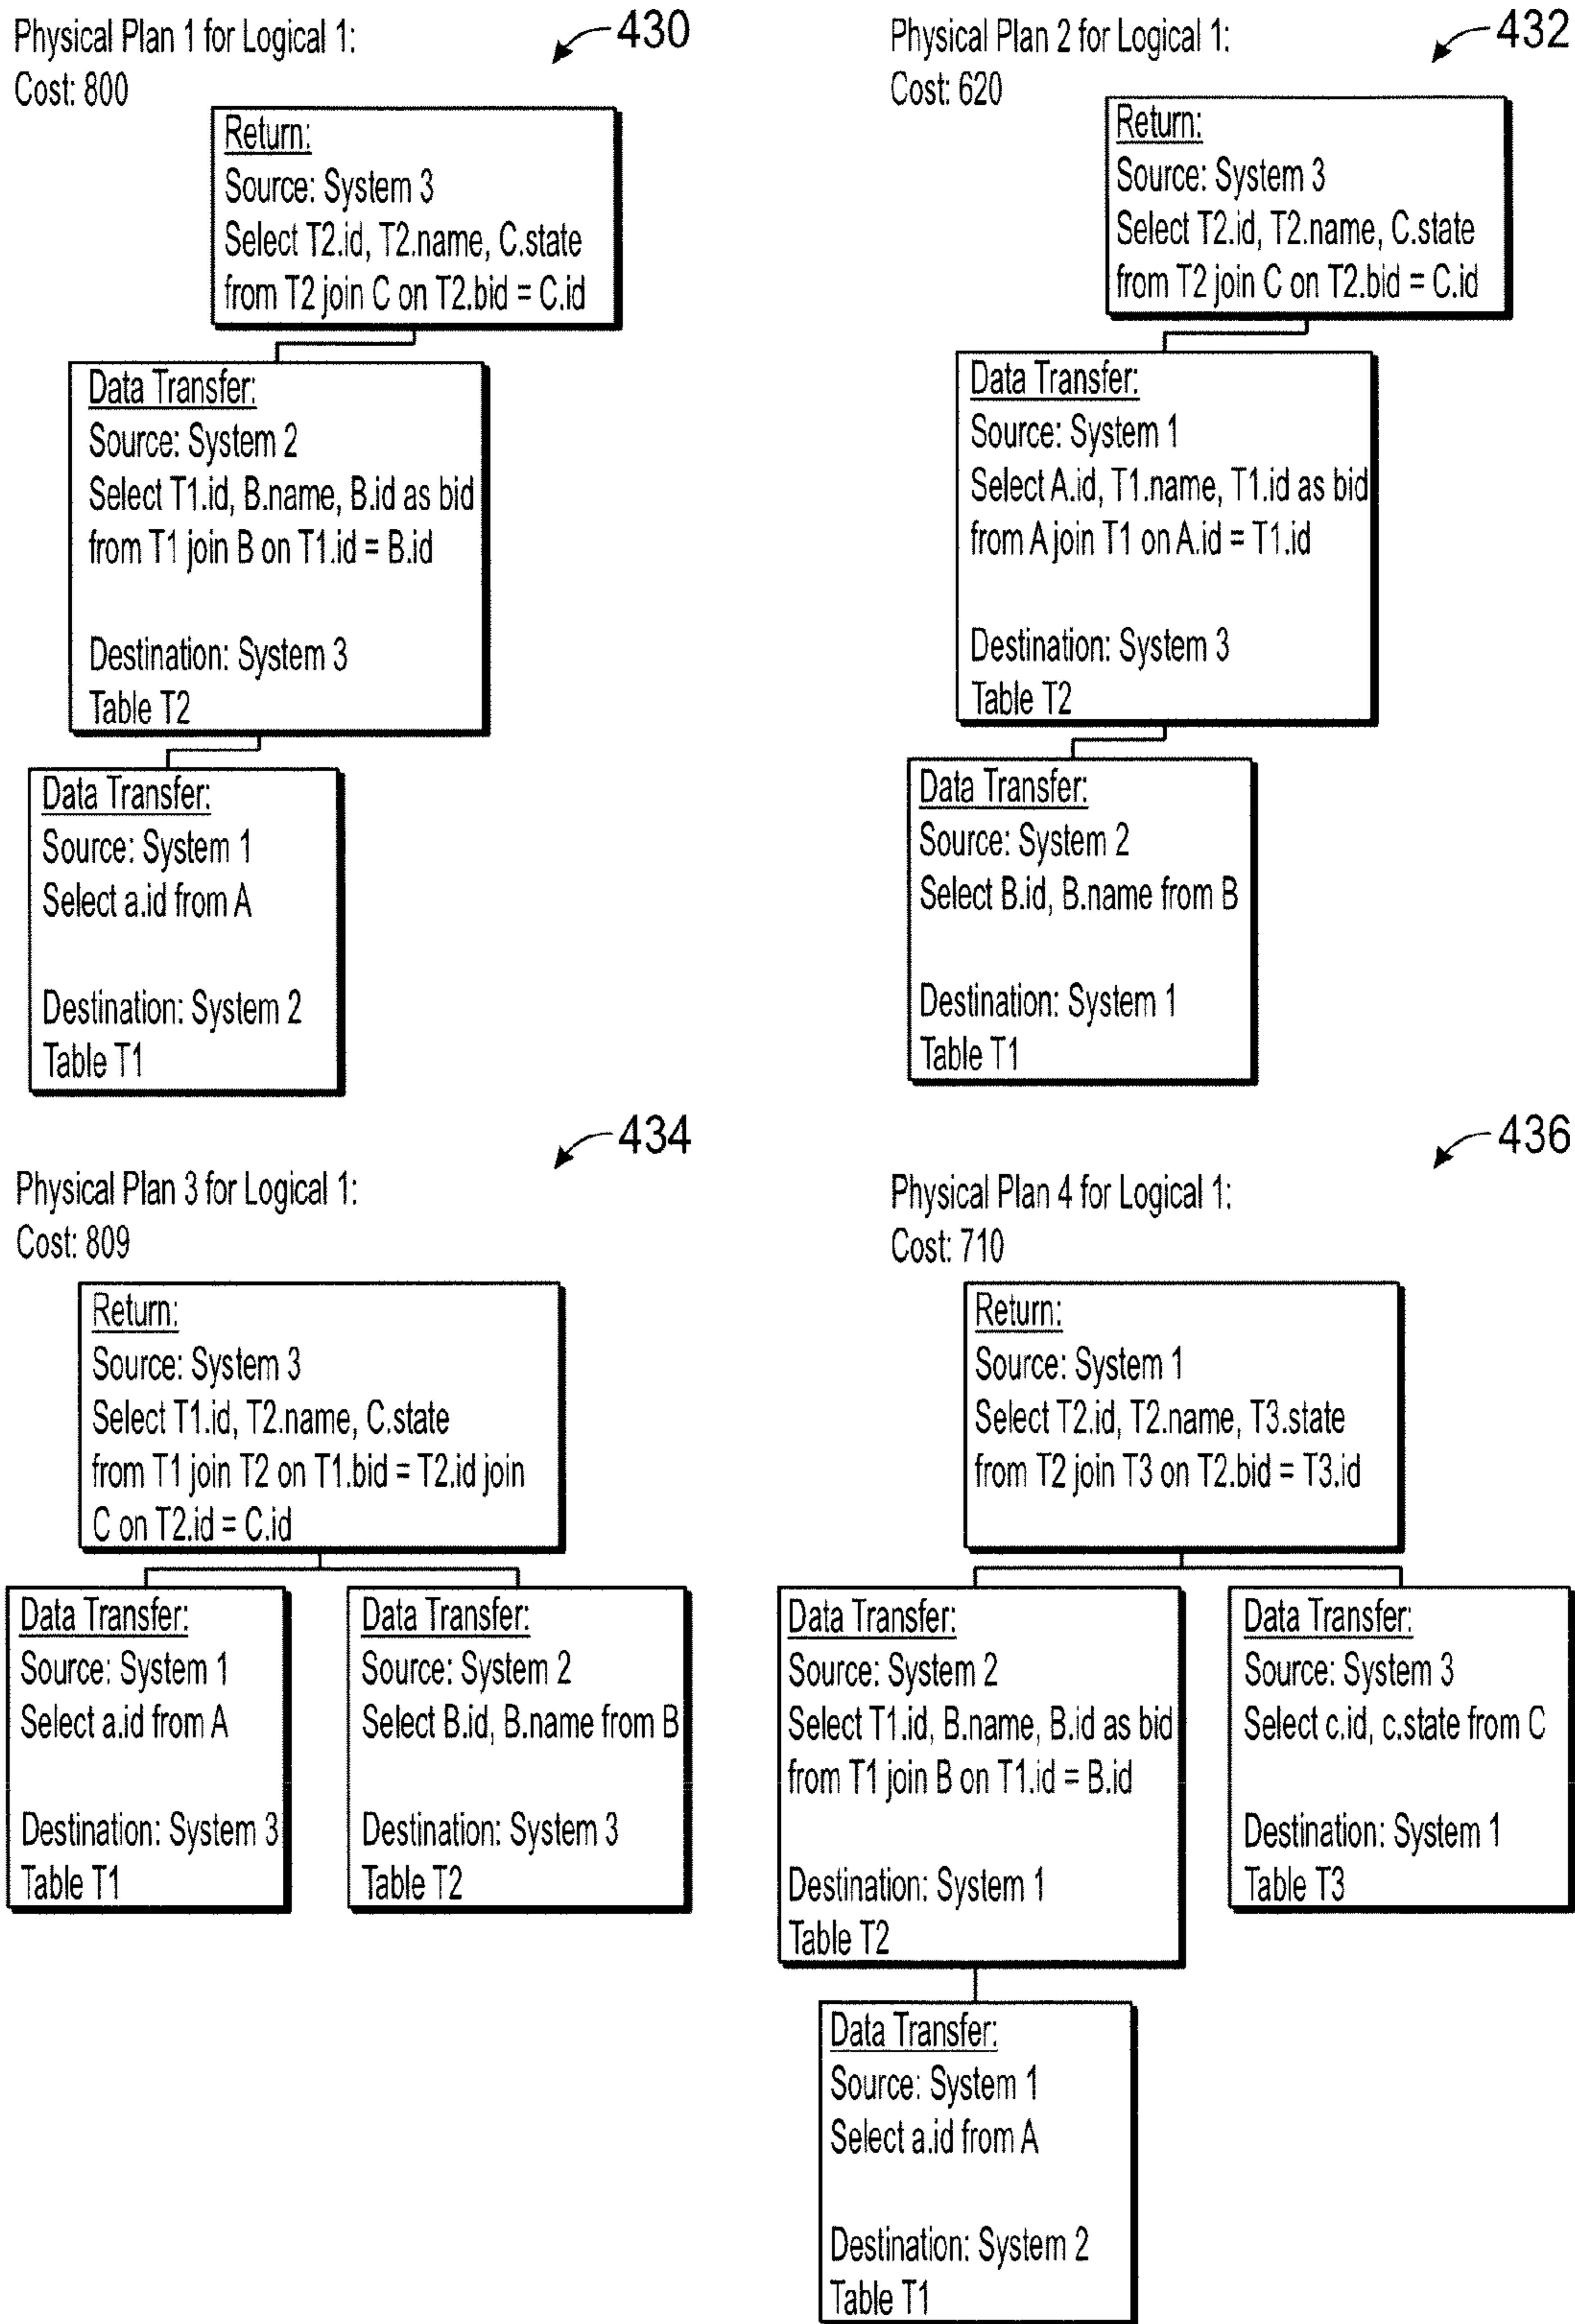 Physical Plan 1 for Logical 1:
Cost: 800
430
Return:
Source: System 3
Select T2.id, T2.name, C.state
from T2 join C on T2.bid = C.id
Data Transfer:
Source: System 2
Select T1.id, B.name, B.id as bid
from T1 join B on T1.id = B.id
Destination: System 3
Table T2
Data Transfer:
Source: System 1
Select a.id from A
Destination: System 2
Table T1
Physical Plan 2 for Logical 1:
Cost: 620
432
Return:
Source: System 3
Select T2.id, T2.name, C.state
from T2 join C on T2.bid = C.id
Data Transfer:
Source: System 1
Select A.id, T1.name, T1.id as bid
from A join T1 on A.id = T1.id
Destination: System 3
Table T2
Data Transfer:
Source: System 2
Select B.id, B.name from B
Destination: System 1
Table T1
434
Physical Plan 3 for Logical 1:
Cost: 809
Return:
Source: System 3
Select T1.id, T2.name, C.state
from T1 join T2 on T1.bid = T2.id join
C on T2.id = C.id
Data Transfer:
Source: System 1
Select a.id from A
Destination: System 3
Table T1
Data Transfer:
Source: System 2
Select B.id, B.name from B
Destination: System 3
Table T2
436
Physical Plan 4 for Logical 1:
Cost: 710
Return:
Source: System 1
Select T2.id, T2.name, T3.state
from T2 join T3 on T2.bid = T3.id
Data Transfer:
Source: System 2
Select T1.id, B.name, B.id as bid
from T1 join B on T1.id = B.id
Destination: System 1
Table T2
Data Transfer:
Source: System 3
Select c.id, c.state from C
Destination: System 1
Table T3
Data Transfer:
Source: System 1
Select a.id from A
Destination: System 2
Table T1